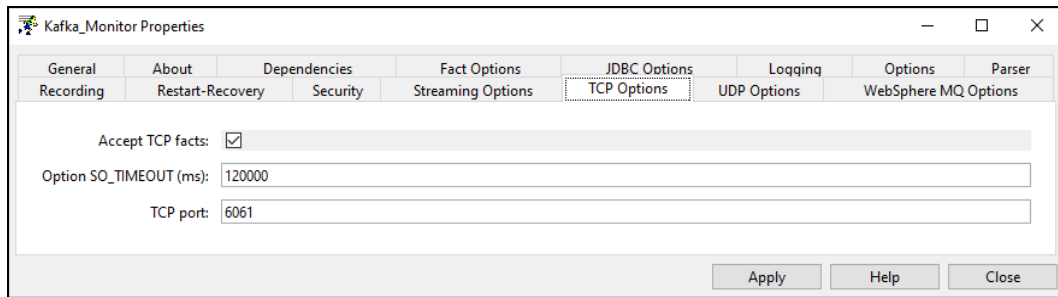 Kafka_Monitor Properties
General About Dependencies Fact Options JDBC Options Logging Options Parser
Recording Restart-Recovery Security Streaming Options TCP Options UDP Options WebSphere MQ Options
Accept TCP facts:
Option SO_TIMEOUT (ms): 120000
TCP port: 6061
Apply Help Close